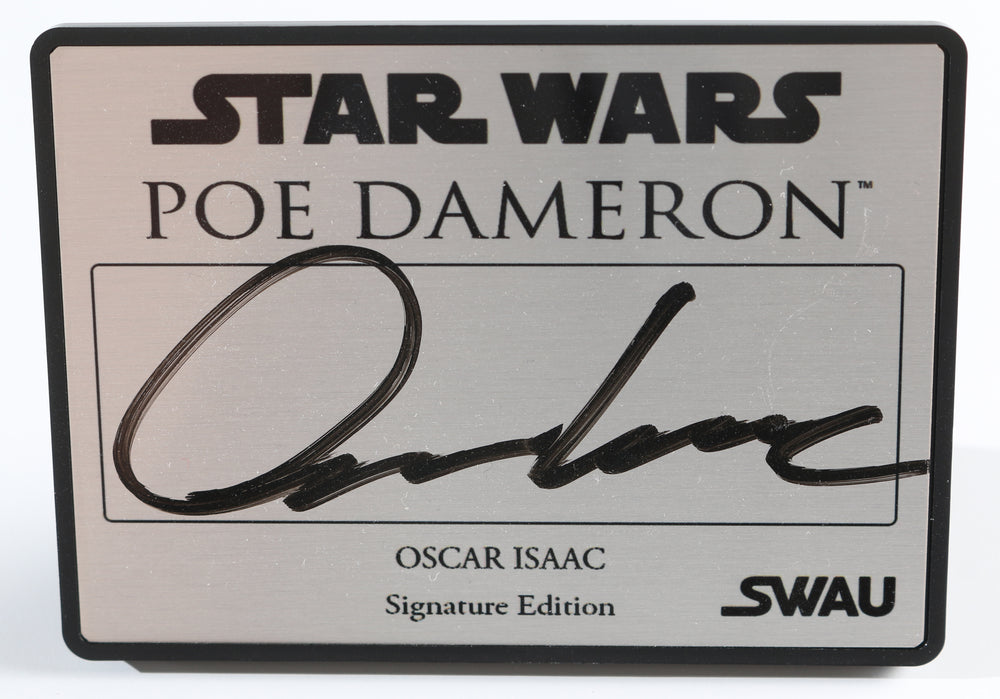 STAR WARS
POE DAMERON™
OSCAR ISAAC
Signature Edition
SWAU